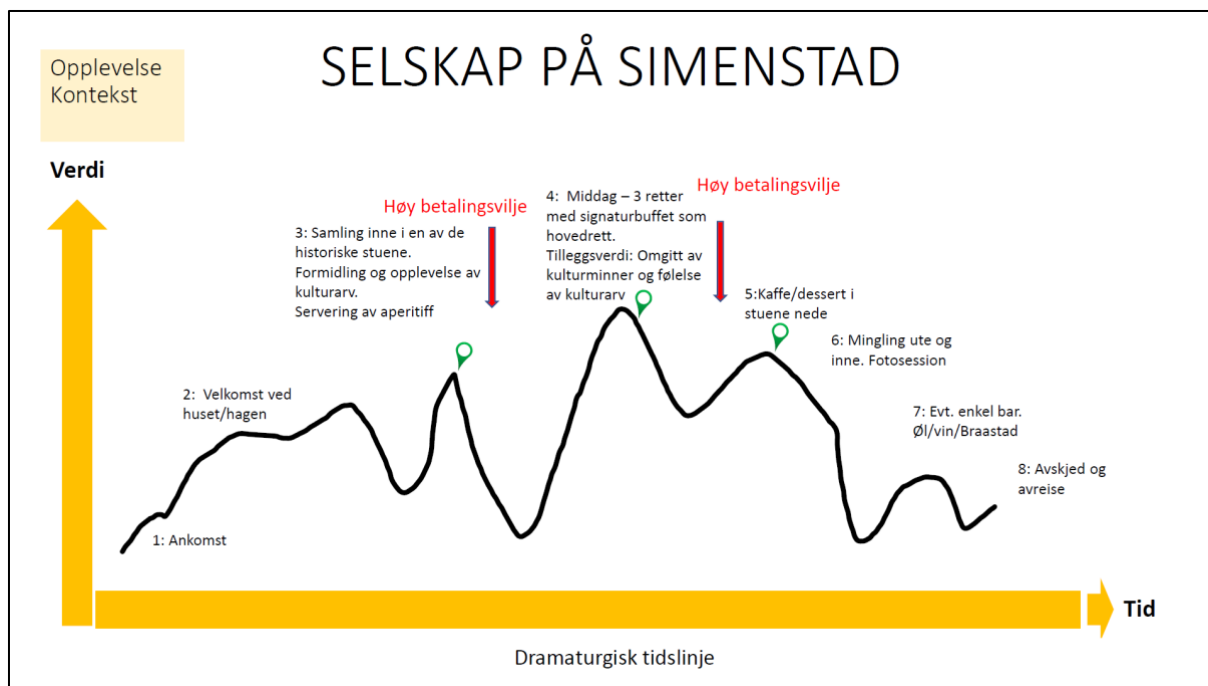 Opplevelse
Kontekst
SELSKAP PÅ SIMENSTAD
Verdi
Høy betalingsvilje
3: Samling inne i en av de
historiske stuene.
Formidling og opplevelse av
kulturarv.
Servering av aperitiff
4:  Middag – 3 retter
med signaturbuffet som
hovedrett.
Tilleggsverdi: Omgitt av
kulturminner og følelse
av kulturarv
Høy betalingsvilje
5:Kaffe/dessert i
stuene nede
6: Mingling ute og
inne. Fotosession
2:  Velkomst ved
huset/hagen
7: Evt. enkel bar.
Øl/vin/Braastad
8: Avskjed og
avreise
1: Ankomst
Tid
Dramaturgisk tidslinje